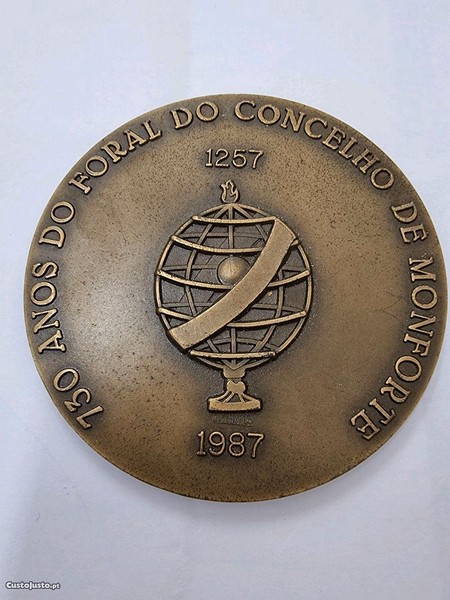 730 ANOS DO FORAL DO CONCELHO DE MONFORTE
1257
1987
CustoJusto.pt